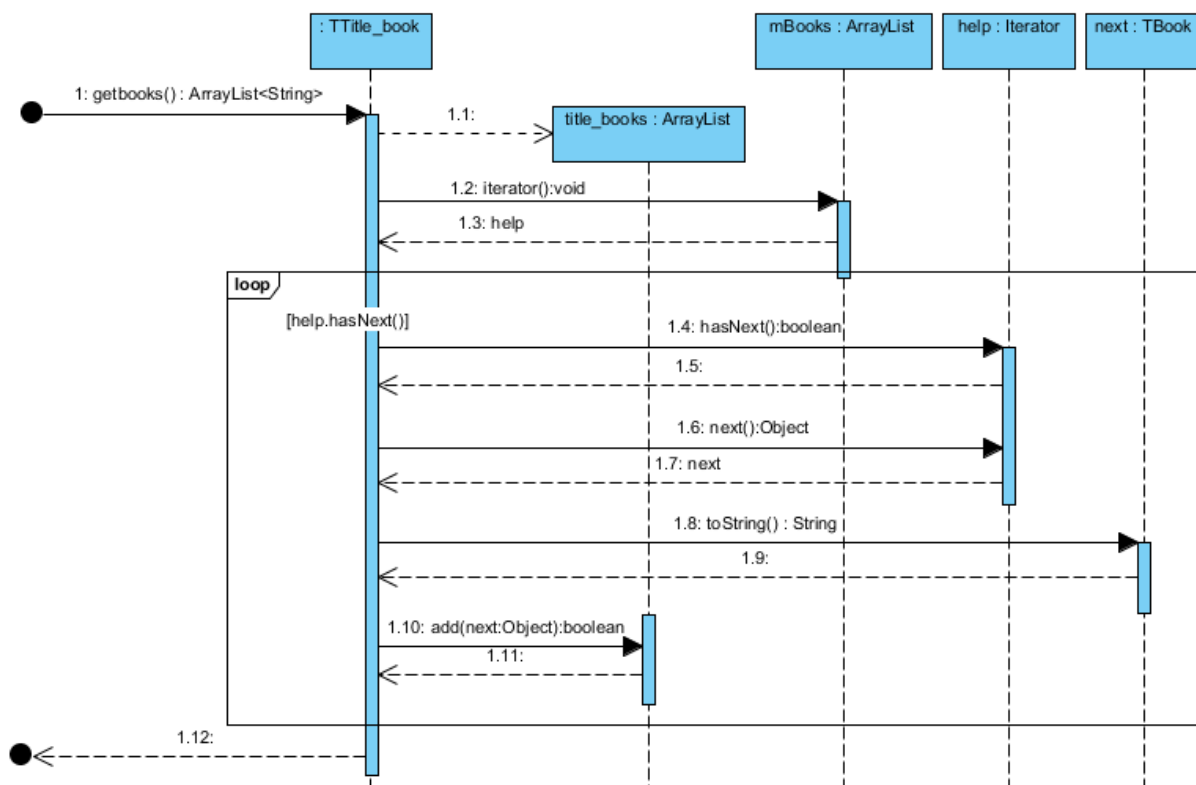 : TTitle_book
mBooks : ArrayList
help : Iterator
next : TBook
1: getbooks() : ArrayList<String>
1.1:
title_books : ArrayList
1.2: iterator():void
1.3: help
loop
[help.hasNext()]
1.4: hasNext():boolean
1.5:
1.6: next():Object
1.7: next
1.8: toString() : String
1.9:
1.10: add(next:Object):boolean
1.11:
1.12: